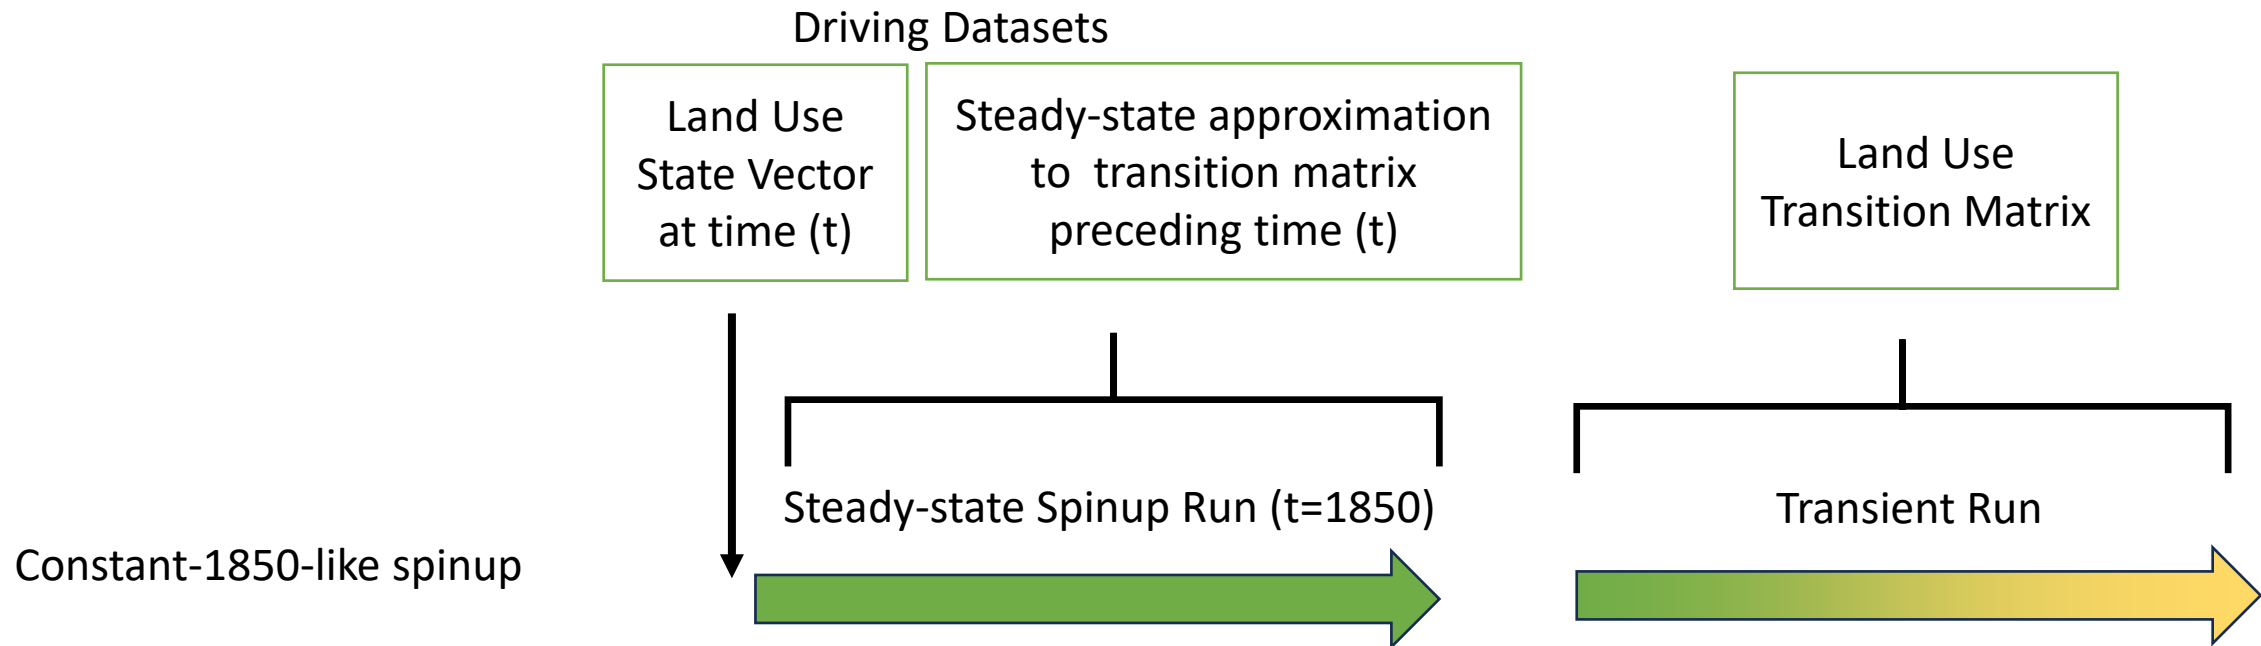 Driving Datasets
Land Use
State Vector
at time (t)
Steady-state approximation
to transition matrix
preceding time (t)
Land Use
Transition Matrix
Steady-state Spinup Run (t=1850)
Transient Run
Constant-1850-like spinup